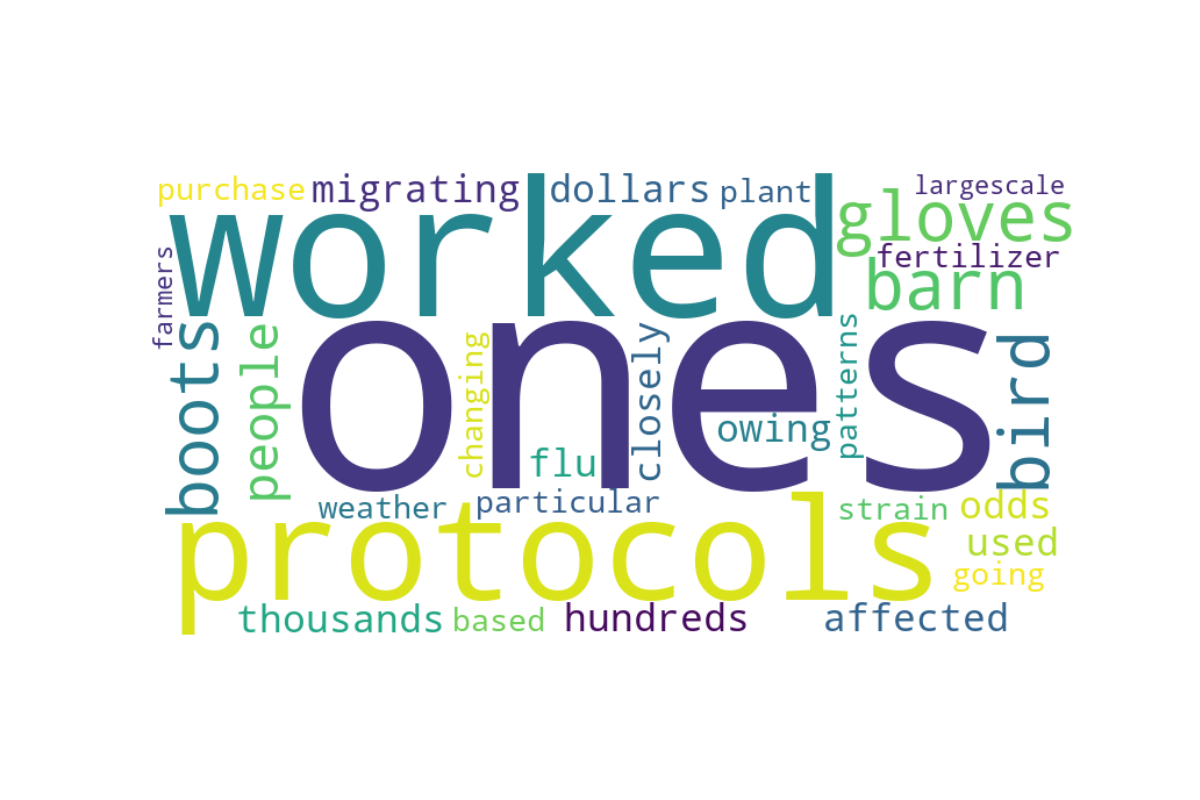 purchase
migrating
dollars
plant
largescale
worked
gloves
fertilizer
barn
farmers
boots
people
ones
changing
closely
patterns
bird
owing
flu
weather
particular
strain
odds
protocols
used
going
thousands
based
hundreds
affected